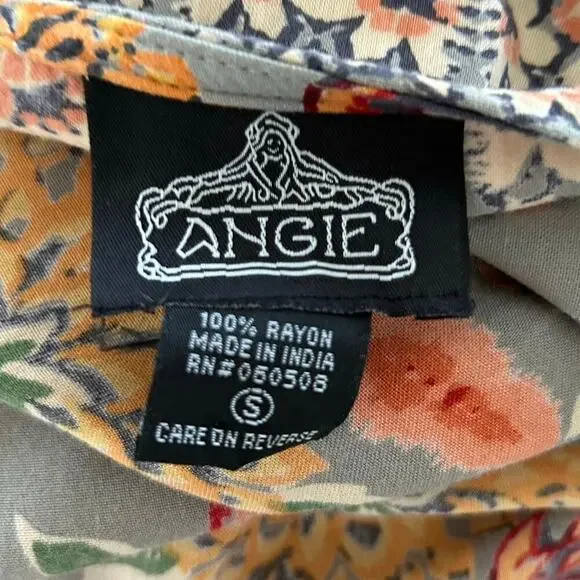 ANGIE
100% RAYON
MADE IN INDIA
RN# 060508
S
CARE ON REVERSE